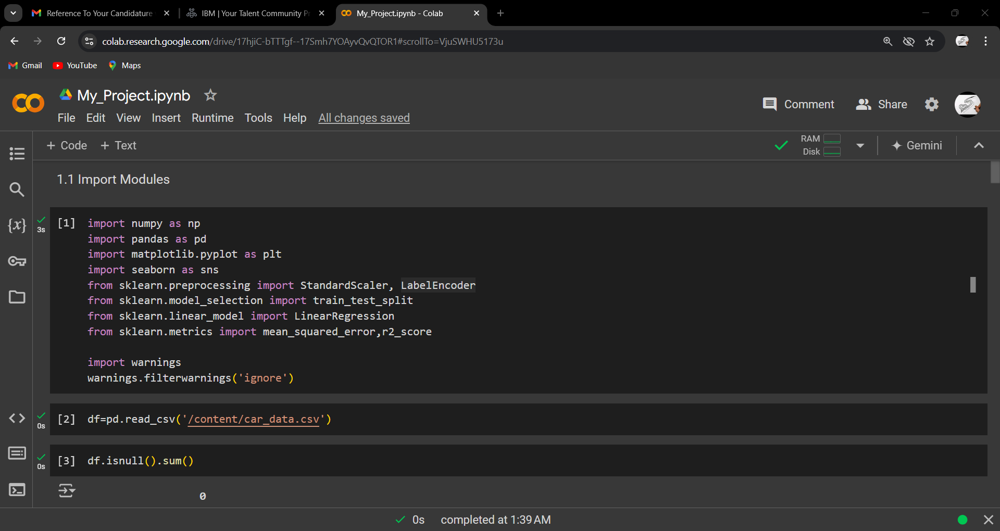 Reference To Your Candidature
IBM | Your Talent Community Pr
My_Project.ipynb - Colab
colab.research.google.com/drive/17hjiC-bTTTgf--17Smh7YOAyvQvQTOR1#scrollTo=VjuSWHU5173u
Gmail YouTube Maps
My_Project.ipynb
Comment Share
File Edit View Insert Runtime Tools Help All changes saved
+ Code + Text
RAM
Disk
Gemini
1.1 Import Modules
3s
[1] import numpy as np
import pandas as pd
import matplotlib.pyplot as plt
import seaborn as sns
from sklearn.preprocessing import StandardScaler, LabelEncoder
from sklearn.model_selection import train_test_split
from sklearn.linear_model import LinearRegression
from sklearn.metrics import mean_squared_error,r2_score
import warnings
warnings.filterwarnings('ignore')
0s
[2] df=pd.read_csv('/content/car_data.csv')
0s
[3] df.isnull().sum()
0
0s completed at 1:39 AM